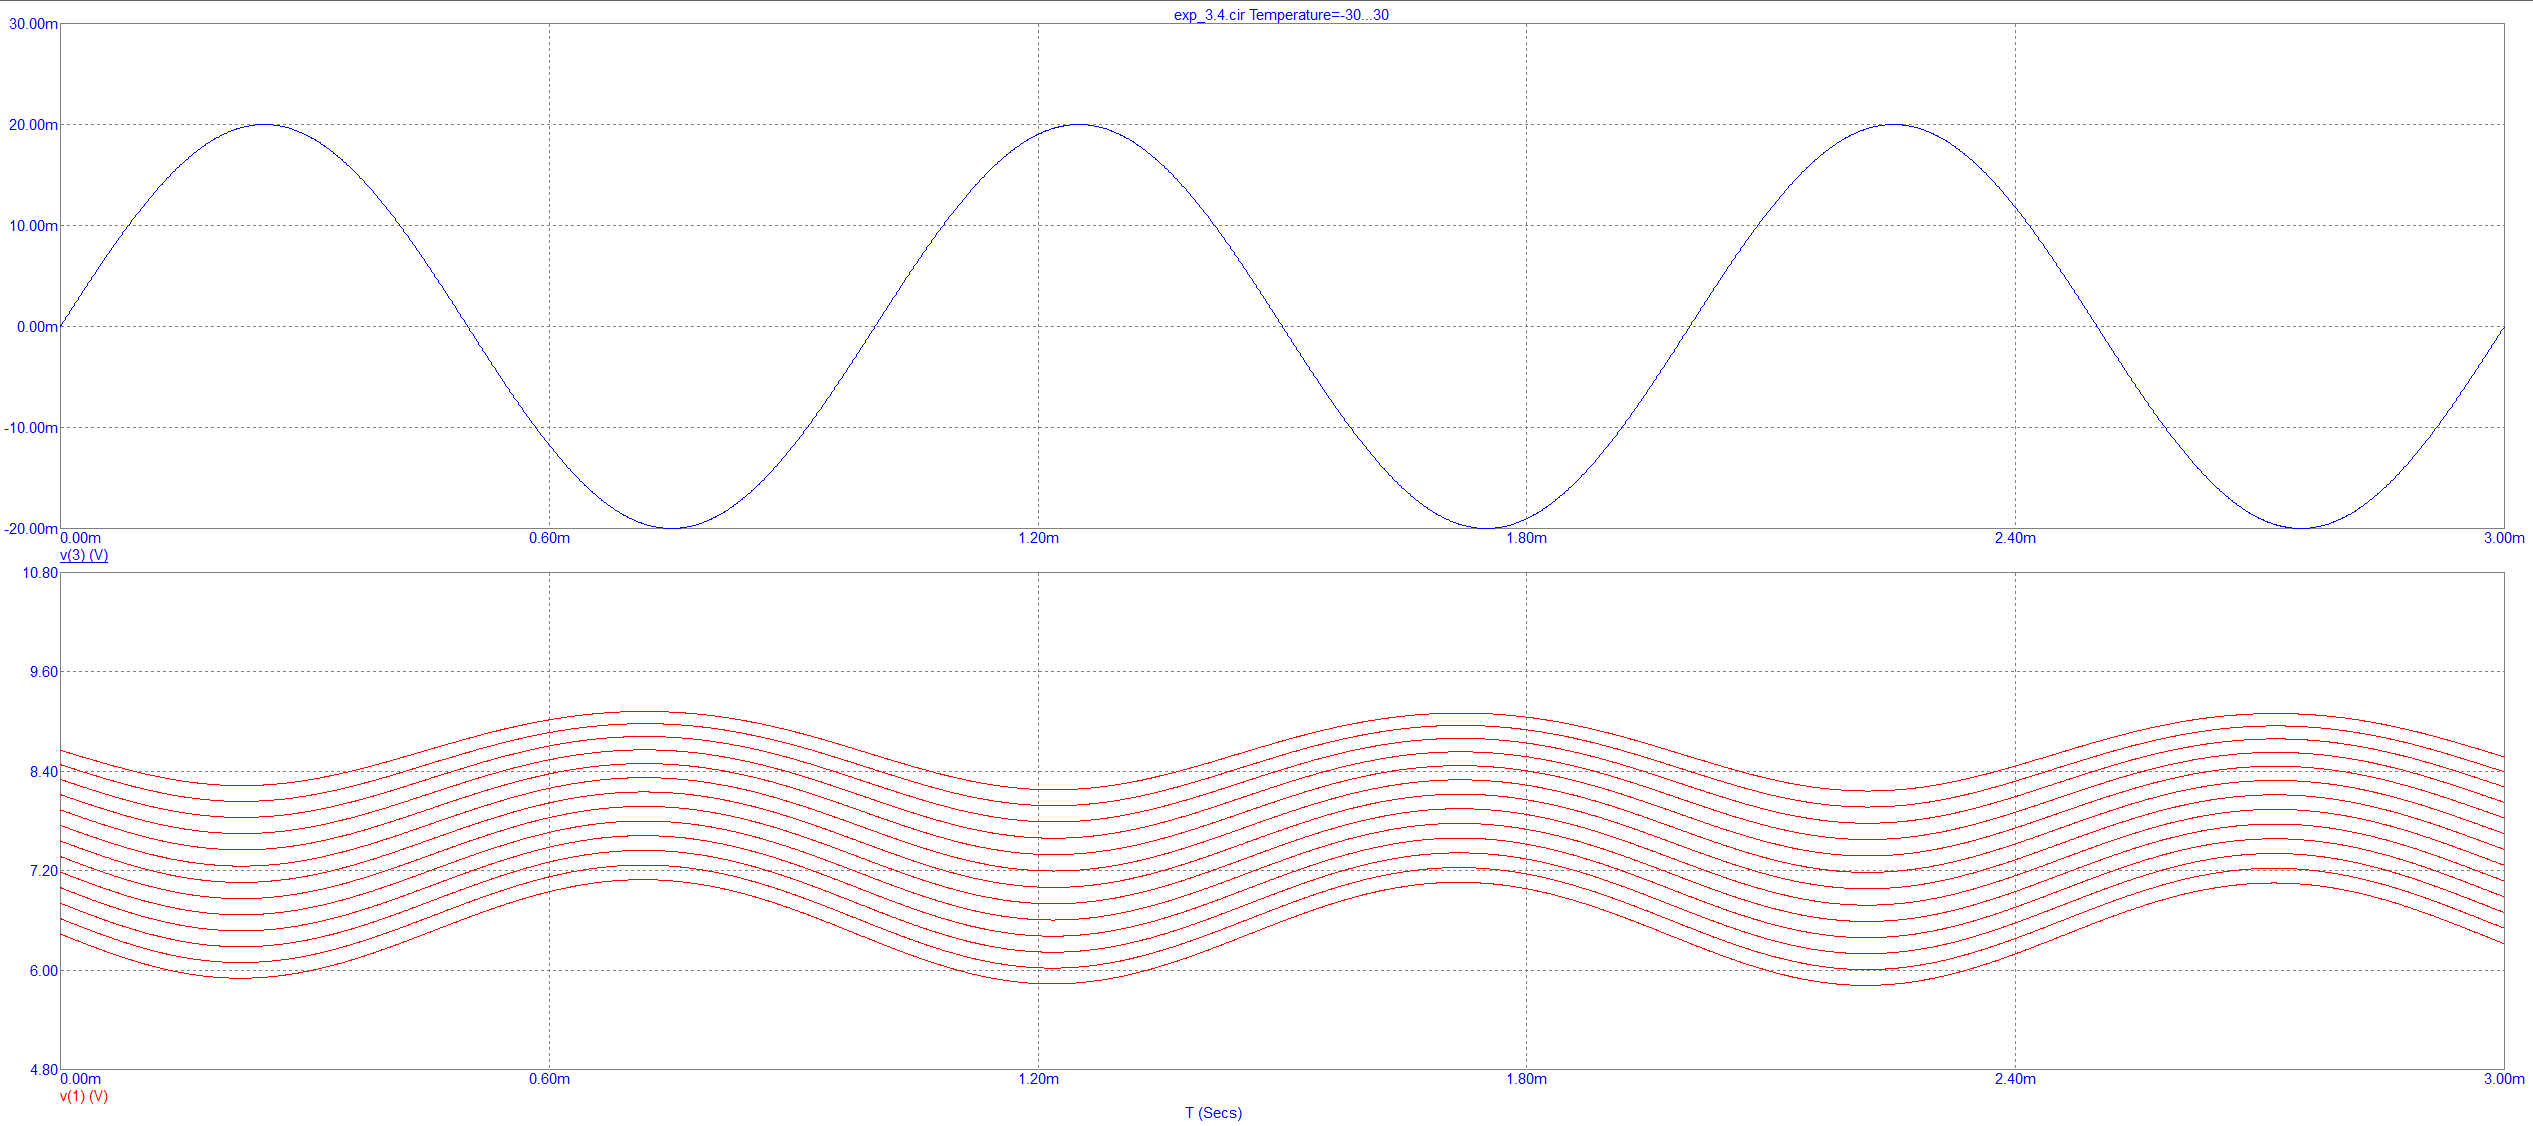 exp_3.4.cir Temperature=-30...30
30.00m
20.00m
10.00m
0.00m
-10.00m
-20.00m
0.00m 0.60m 1.20m 1.80m 2.40m 3.00m
v(3) (V)
10.80
9.60
8.40
7.20
6.00
4.80
0.00m 0.60m 1.20m 1.80m 2.40m 3.00m
v(1) (V)
T (Secs)